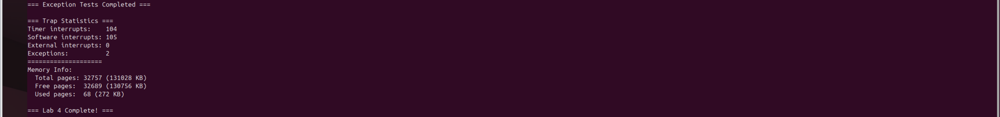 === Exception Tests Completed ===
=== Trap Statistics ===
Timer interrupts:    104
Software interrupts: 105
External interrupts: 0
Exceptions:          2
====================
Memory Info:
  Total pages: 32757 (131028 KB)
  Free pages:  32689 (130756 KB)
  Used pages:  68 (272 KB)
=== Lab 4 Complete! ===